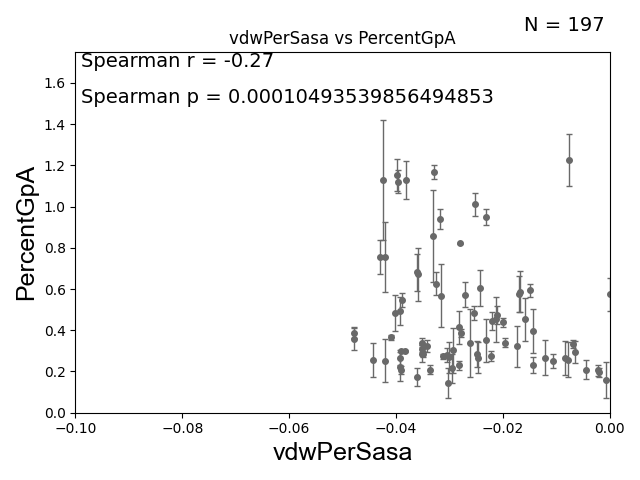 N = 197
vdwPerSasa vs PercentGpA
Spearman r = -0.27
Spearman p = 0.00010493539856494853
1.6
1.4
1.2
1.0
0.8
0.6
0.4
0.2
0.0
PercentGpA
−0.10 −0.08 −0.06 −0.04 −0.02 0.00
vdwPerSasa